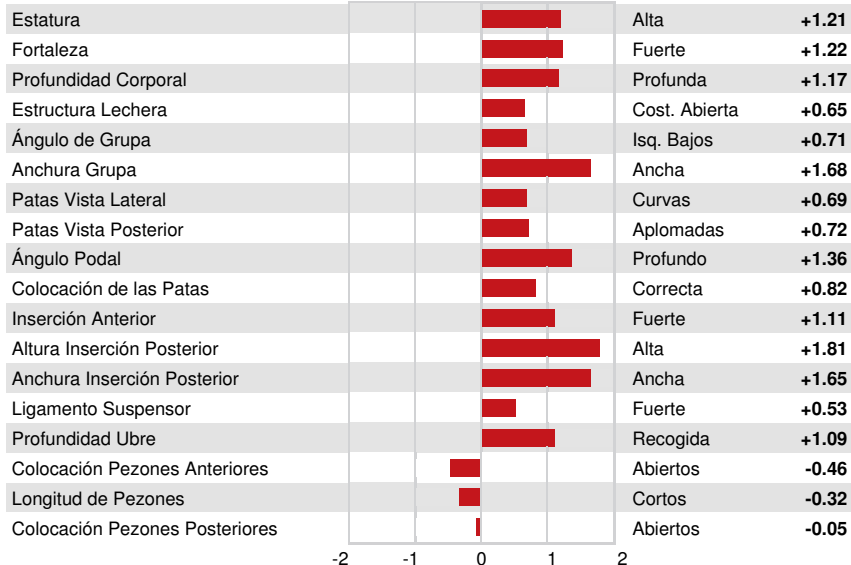 Estatura Alta +1.21
Fortaleza Fuerte +1.22
Profundidad Corporal Profunda +1.17
Estructura Lechera Cost. Abierta +0.65
Ángulo de Grupa Isq. Bajos +0.71
Anchura Grupa Ancha +1.68
Patas Vista Lateral Curvas +0.69
Patas Vista Posterior Aplomadas +0.72
Ángulo Podal Profundo +1.36
Colocación de las Patas Correcta +0.82
Inserción Anterior Fuerte +1.11
Altura Inserción Posterior Alta +1.81
Anchura Inserción Posterior Ancha +1.65
Ligamento Suspensor Fuerte +0.53
Profundidad Ubre Recogida +1.09
Colocación Pezones Anteriores Abiertos -0.46
Longitud de Pezones Cortos -0.32
Colocación Pezones Posteriores Abiertos -0.05
-2 -1 0 1 2